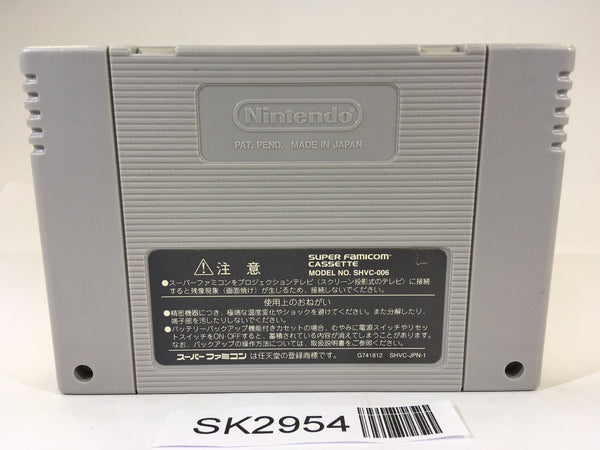 Nintendo
PAT. PEND. MADE IN JAPAN
⚠注意
SUPER FAMICOM
CASSETTE
MODEL NO. SHVC-006
●スーパーファミコンをプロジェクションテレビ（スクリーン投影式のテレビ）に接続
すると残像現象（画面焼け）が生じるため、接続しないでください。
使用上のおねがい
●精密機器につき、極端な温度変化やショックを避けてください。また分解したり、
端子部を汚したりしないでください。
●バッテリーバックアップ機能付きカセットの場合、むやみに電源スイッチやリセ
ットスイッチをON・OFFすると、蓄積されている内容が消えてしまうことがあります。
なお、バックアップの操作方法については、取扱説明書をご参照ください。
スーパーファミコンは任天堂の登録商標です。 G741812 SHVC-JPN-1
SK2954